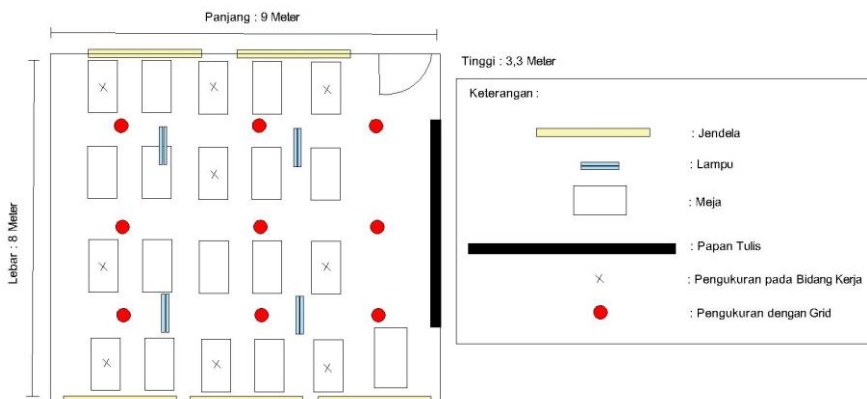 Panjang : 9 Meter
Tinggi : 3,3 Meter
Keterangan :
: Jendela
: Lampu
: Meja
: Papan Tulis
: Pengukuran pada Bidang Kerja
: Pengukuran dengan Grid
Lebar : 8 Meter